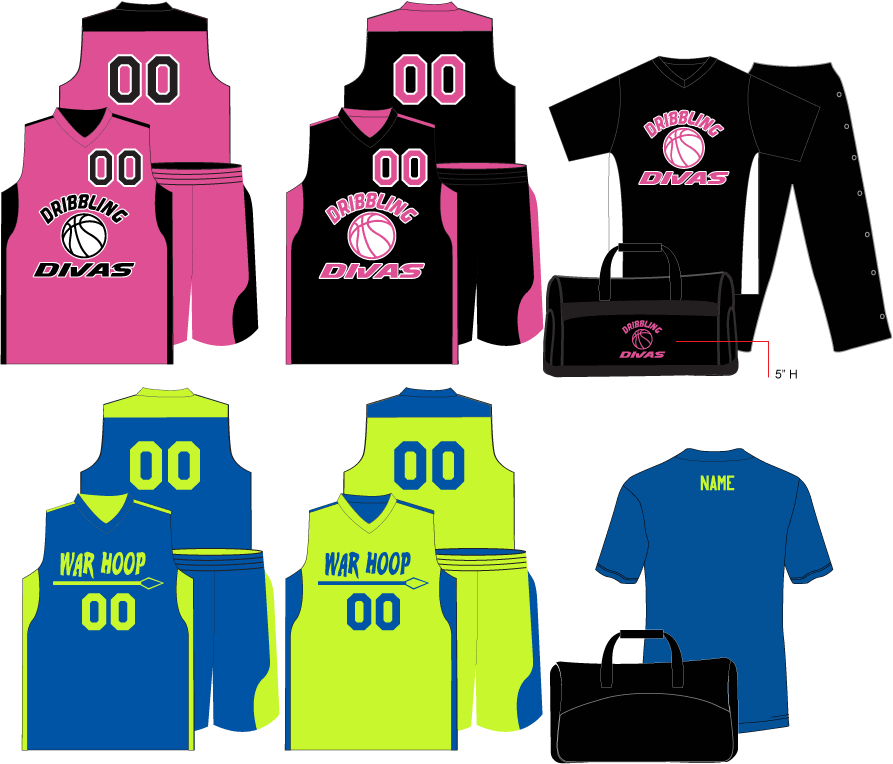 00
00
00
DRIBBLING
DIVAS
00
DRIBBLING
DIVAS
DRIBBLING
DIVAS
DRIBBLING
DIVAS
5" H
00
00
WAR HOOP
00
WAR HOOP
00
NAME